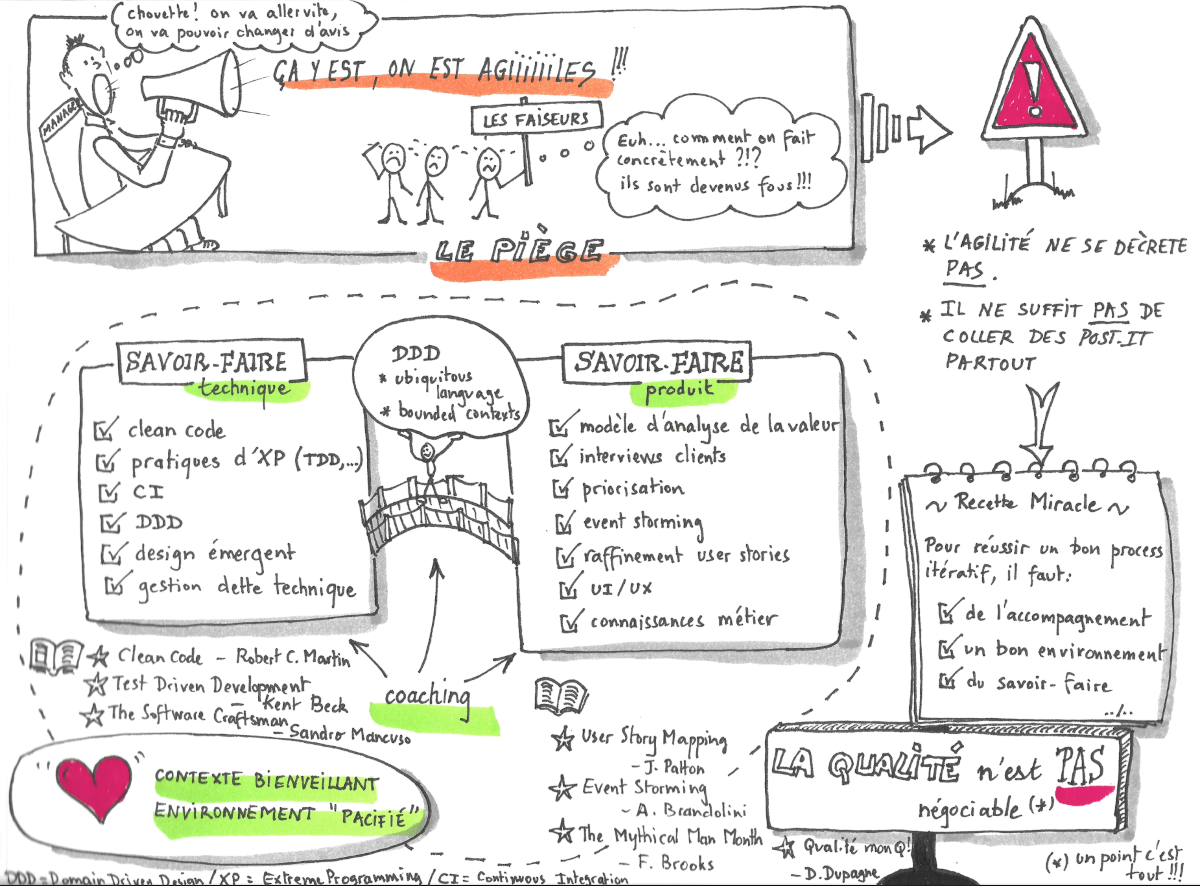 chouette! on va aller vite,
on va pouvoir changer d'avis
ÇA Y EST, ON EST AGiiiiiiLES !!!
MANAGER
LES FAISEURS
Euh... comment on fait
concrètement ?!?
ils sont devenus fous!!!
LE PIÈGE
!
* L'AGILITÉ NE SE DÉCRETE
PAS.
* IL NE SUFFIT PAS DE
COLLER DES POST-IT
PARTOUT
SAVOIR-FAIRE
technique
clean code
pratiques d'XP (TDD,...)
CI
DDD
design émergent
gestion dette technique
DDD
* ubiquitous
language
* bounded contexts
SAVOIR-FAIRE
produit
modèle d'analyse de la valeur
interviews clients
priorisation
event storming
raffinement user stories
UI/UX
connaissances métier
~ Recette Miracle ~
Pour réussir un bon process
itératif, il faut:
de l'accompagnement
un bon environnement
du savoir-faire
../..
Clean Code - Robert C. Martin
Test Driven Development
- Kent Beck
The Software Craftsman
- Sandro Mancuso
coaching
User Story Mapping
- J. Patton
Event Storming
- A. Brandolini
The Mythical Man Month
- F. Brooks
"CONTEXTE BIENVEILLANT
ENVIRONNEMENT "PACIFIÉ"
LA QUALITÉ n'est PAS
négociable (*)
Qualité mon Q!
- D. Dupagne
(*) un point c'est
tout !!!
DDD = Domain Driven Design / XP = Extreme Programming / CI = Continuous Integration